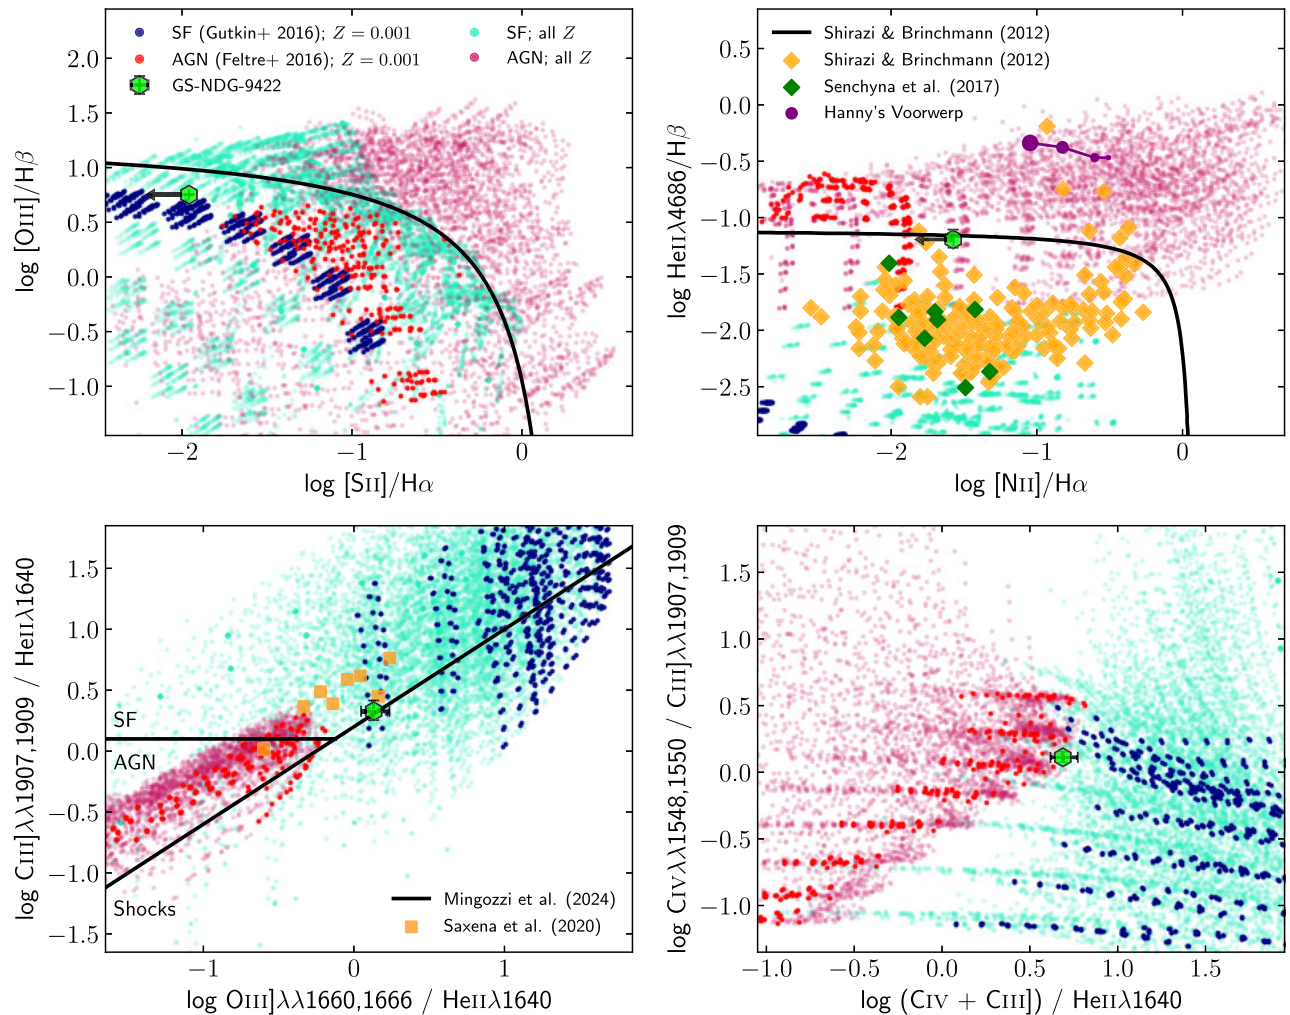 SF (Gutkin+ 2016); Z = 0.001
AGN (Feltre+ 2016); Z = 0.001
GS-NDG-9422
SF; all Z
AGN; all Z
2.0
1.5
1.0
0.5
0.0
−0.5
−1.0
log [OIII]/Hβ
−2
−1
0
log [SII]/Hα
Shirazi & Brinchmann (2012)
Shirazi & Brinchmann (2012)
Senchyna et al. (2017)
Hanny's Voorwerp
0.5
0.0
−0.5
−1.0
−1.5
−2.0
−2.5
log HeIIλ4686/Hβ
−2
−1
0
log [NII]/Hα
1.5
1.0
0.5
0.0
−0.5
−1.0
−1.5
log CIII]λλ1907,1909 / HeIIλ1640
SF
AGN
Shocks
Mingozzi et al. (2024)
Saxena et al. (2020)
−1
0
1
log OIII]λλ1660,1666 / HeIIλ1640
1.5
1.0
0.5
0.0
−0.5
−1.0
log CIVλλ1548,1550 / CIII]λλ1907,1909
−1.0
−0.5
0.0
0.5
1.0
1.5
log (CIV + CIII]) / HeIIλ1640